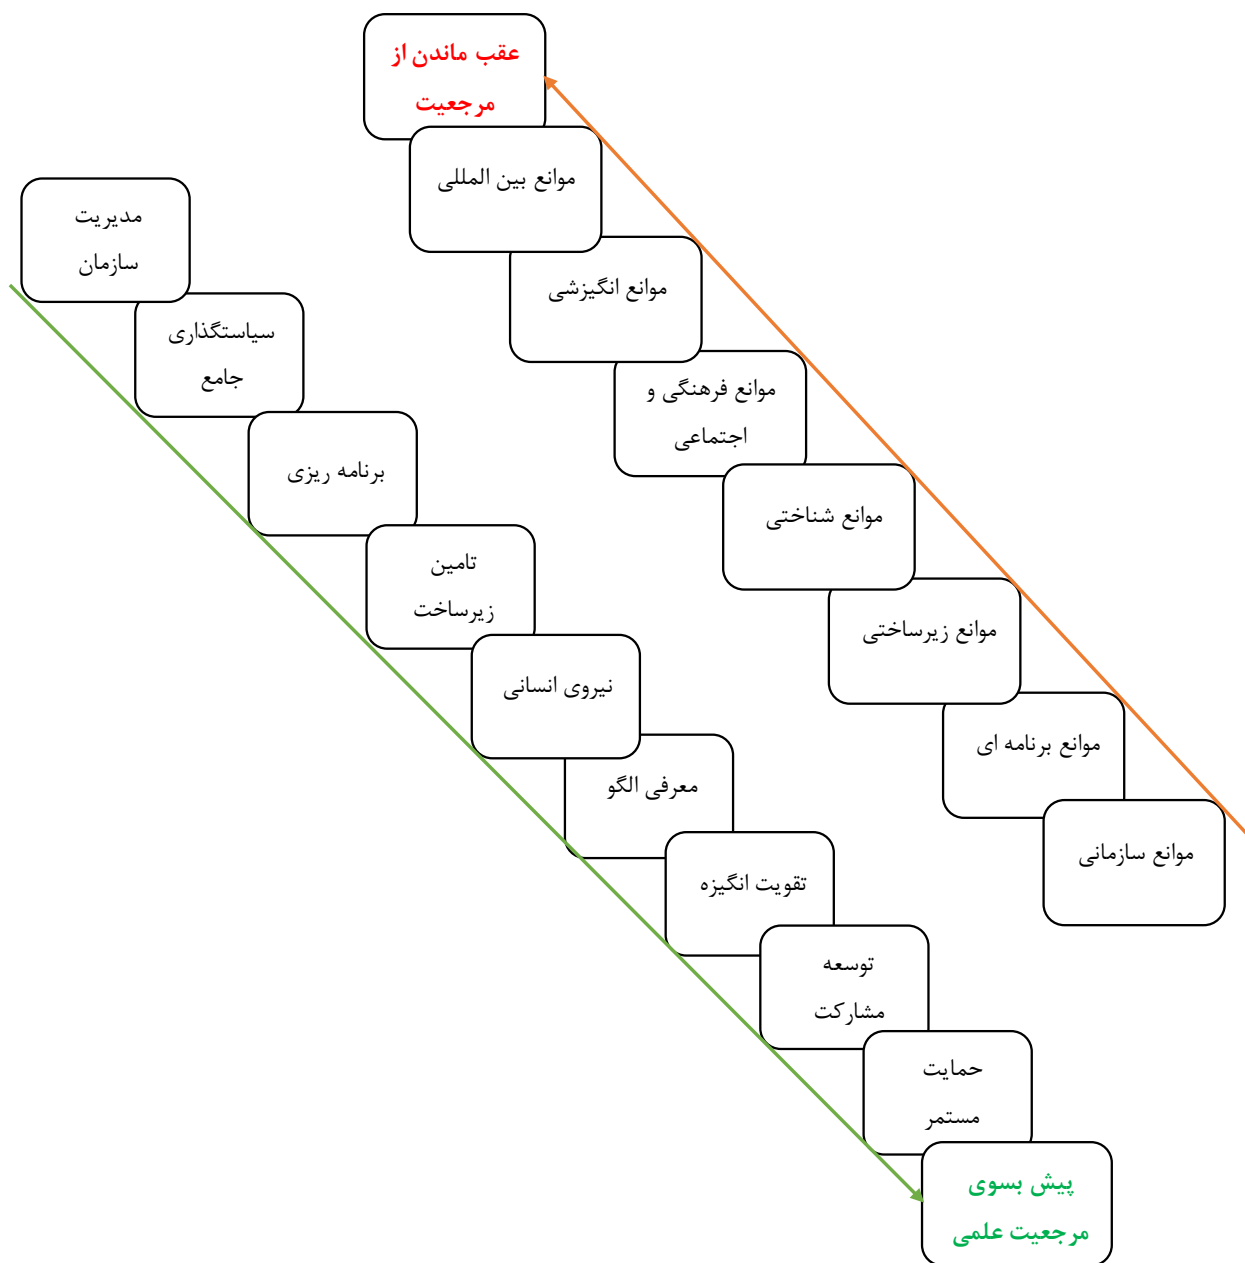 عقب ماندن از
مرجعیت
موانع بین المللی
موانع انگیزشی
موانع فرهنگی و
اجتماعی
موانع شناختی
موانع زیرساختی
موانع برنامه ای
موانع سازمانی
مدیریت
سازمان
سیاستگذاری
جامع
برنامه ریزی
تامین
زیرساخت
نیروی انسانی
معرفی الگو
تقویت انگیزه
توسعه
مشارکت
حمایت
مستمر
پیش بسوی
مرجعیت علمی